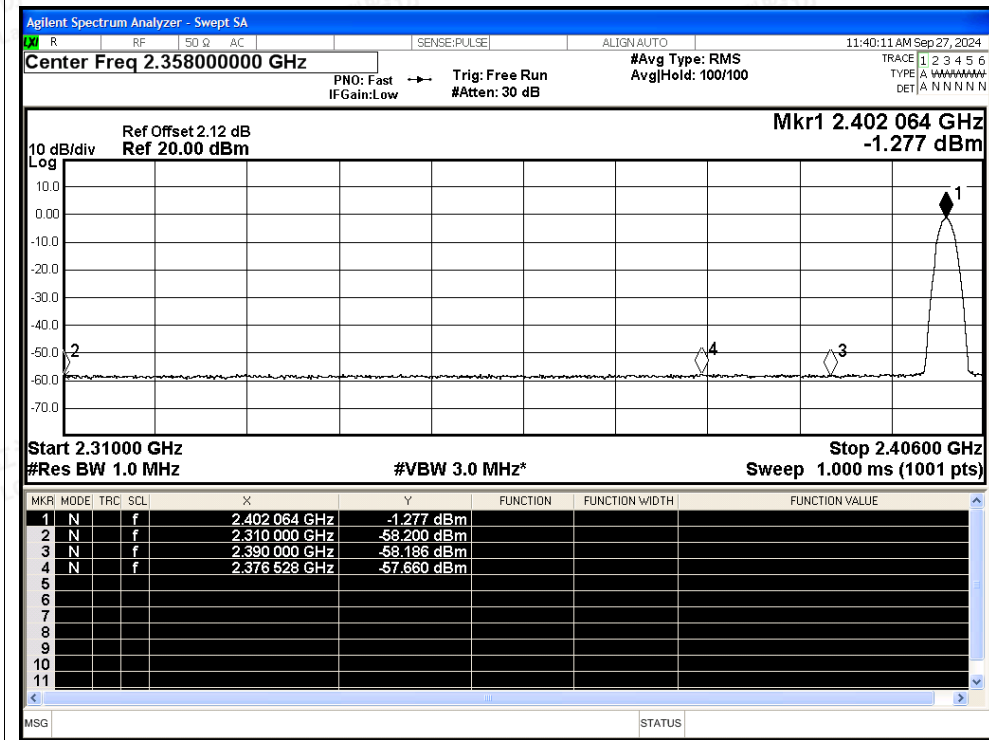 Agilent Spectrum Analyzer - Swept SA
LXI R RF 50 Ω AC SENSE:PULSE ALIGN AUTO 11:40:11 AM Sep 27, 2024
Center Freq 2.358000000 GHz
PNO: Fast
IFGain:Low
Trig: Free Run
#Atten: 30 dB
#Avg Type: RMS
Avg|Hold: 100/100
TRACE 1 2 3 4 5 6
TYPE A WWWWW
DET A N N N N N
Mkr1 2.402 064 GHz
-1.277 dBm
Ref Offset 2.12 dB
10 dB/div Ref 20.00 dBm
Log
10.0
0.00
-10.0
-20.0
-30.0
-40.0
-50.0
-60.0
-70.0
1
2
4
3
Start 2.31000 GHz Stop 2.40600 GHz
#Res BW 1.0 MHz #VBW 3.0 MHz* Sweep 1.000 ms (1001 pts)
MKR MODE TRC SCL X Y FUNCTION FUNCTION WIDTH FUNCTION VALUE
1 N f 2.402 064 GHz -1.277 dBm
2 N f 2.310 000 GHz -58.200 dBm
3 N f 2.390 000 GHz -58.186 dBm
4 N f 2.376 528 GHz -57.660 dBm
5
6
7
8
9
10
11
MSG STATUS